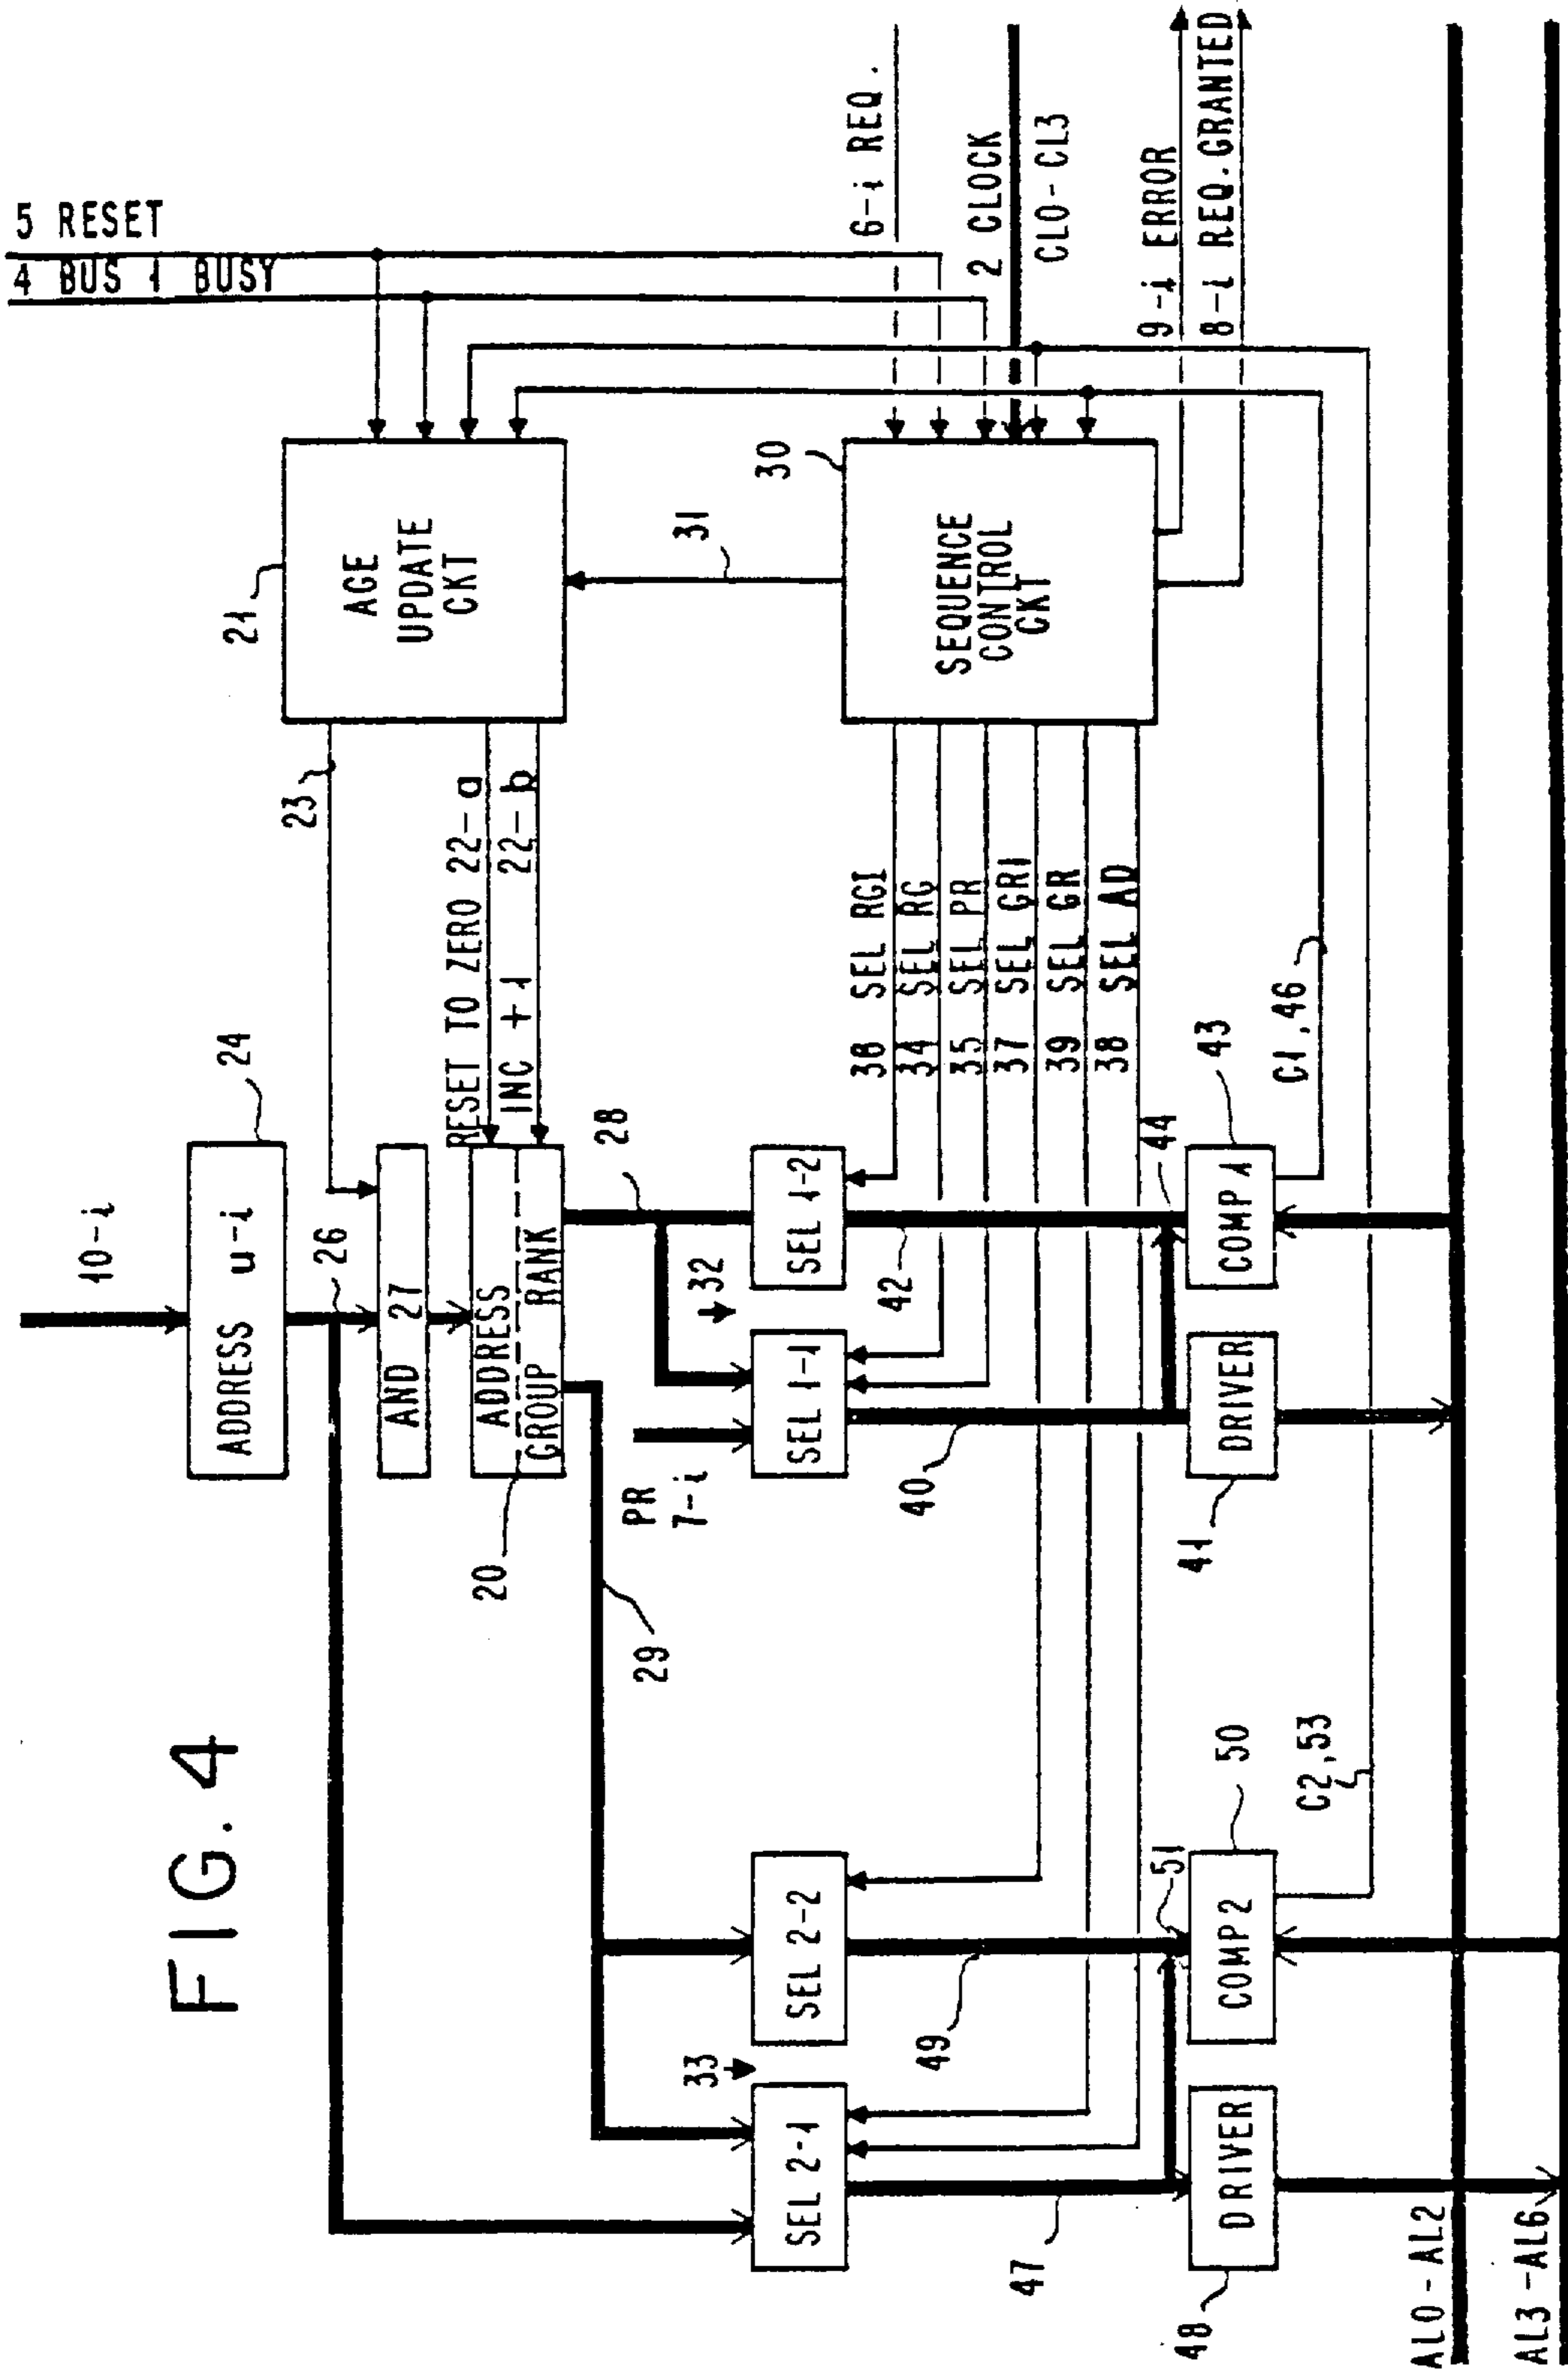 FIG. 4
5 RESET
4 BUS 1 BUSY
10-i
24
ADDRESS u-i
26
23
21
AGE
UPDATE
CKT
AND 27
RESET TO ZERO 22-a
INC +1 22-b
ADDRESS
GROUP RANK
20
28
29
31
30
6-i REQ.
2 CLOCK
CL0-CL3
9-i ERROR
8-i REQ. GRANTED
SEQUENCE
CONTROL
CKT
36 SEL RGI
34 SEL RG
35 SEL PR
37 SEL GRI
39 SEL GR
38 SEL AD
PR
7-i
32
33
SEL 1-2
SEL 1-1
SEL 2-2
SEL 2-1
42
40
49
47
44
43
51
50
COMP 1
DRIVER
41
COMP 2
DRIVER
48
C1,46
C2,53
AL0-AL2
AL3-AL6